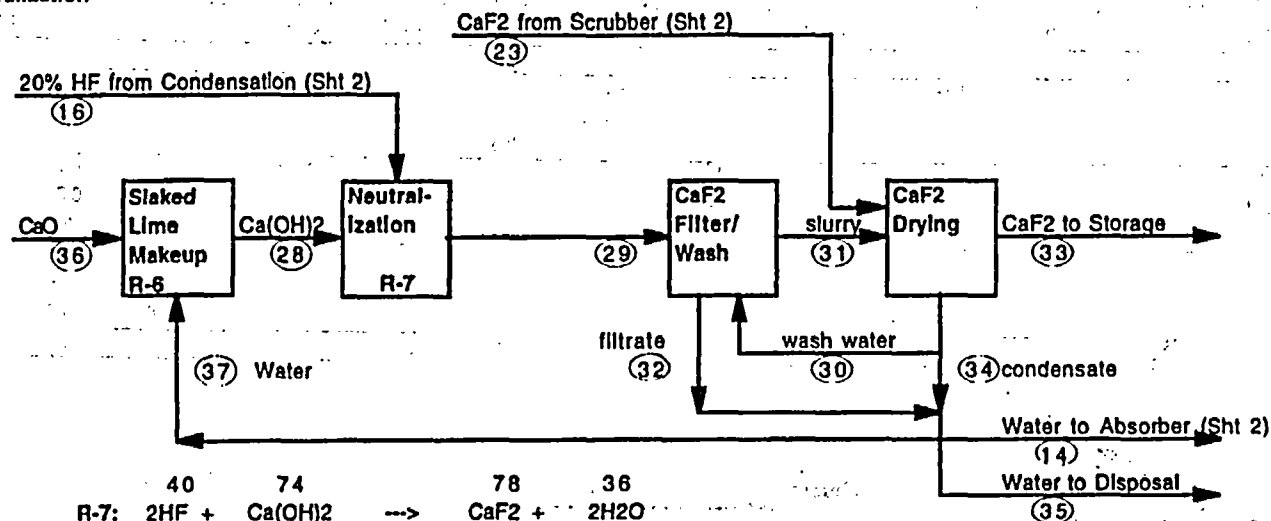 CaF2 from Scrubber (Sht 2)
23
20% HF from Condensation (Sht 2)
16
Slaked
Lime
Makeup
R-6
Neutral-
ization
R-7
CaF2
Filter/
Wash
CaF2
Drying
CaO
36
Ca(OH)2
28
29
slurry
31
CaF2 to Storage
33
filtrate
32
wash water
30
34 condensate
37 Water
Water to Absorber (Sht 2)
14
Water to Disposal
35
40 74 78 36
R-7: 2HF + Ca(OH)2 ---> CaF2 + 2H2O